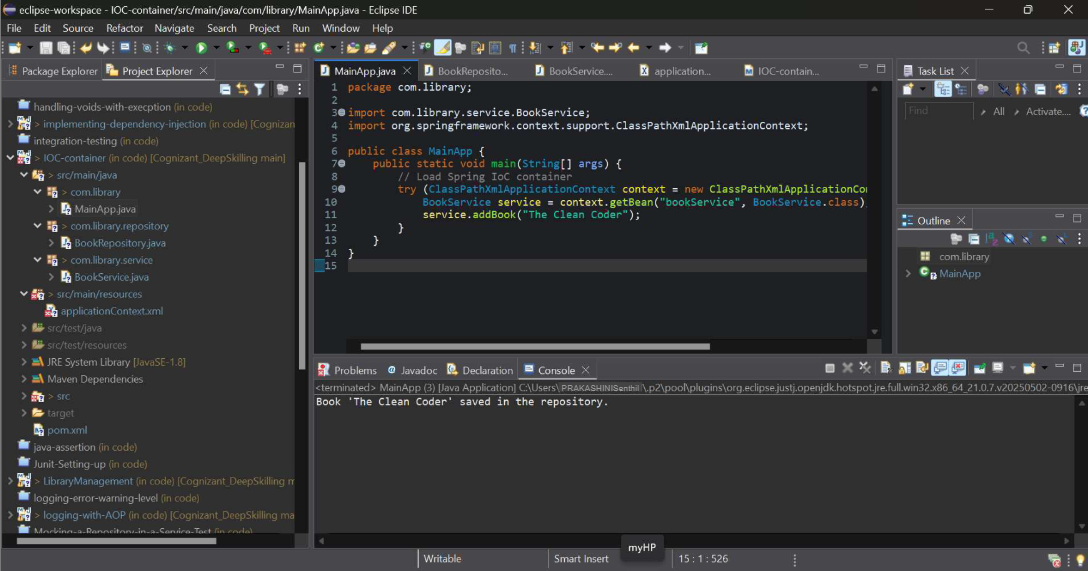 eclipse-workspace - IOC-container/src/main/java/com/library/MainApp.java - Eclipse IDE
File Edit Source Refactor Navigate Search Project Run Window Help
Package Explorer Project Explorer
handling-voids-with-execption (in code)
> implementing-dependency-injection (in code) [Cognizan
integration-testing (in code)
> IOC-container (in code) [Cognizant_DeepSkilling main]
> src/main/java
> com.library
MainApp.java
> com.library.repository
BookRepository.java
> com.library.service
BookService.java
> src/main/resources
applicationContext.xml
src/test/java
src/test/resources
JRE System Library [JavaSE-1.8]
Maven Dependencies
> src
target
pom.xml
java-assertion (in code)
Junit-Setting-up (in code)
> LibraryManagement (in code) [Cognizant_DeepSkilling m
logging-error-warning-level (in code)
> logging-with-AOP (in code) [Cognizant_DeepSkilling ma
Mocking-a-Repository-in-a-Service-Test (in code)
MainApp.java BookReposito... BookService.... application... IOC-contain...
1 package com.library;
2
3 import com.library.service.BookService;
4 import org.springframework.context.support.ClassPathXmlApplicationContext;
5
6 public class MainApp {
7 public static void main(String[] args) {
8 // Load Spring IoC container
9 try (ClassPathXmlApplicationContext context = new ClassPathXmlApplicationCo
10 BookService service = context.getBean("bookService", BookService.class)
11 service.addBook("The Clean Coder");
12 }
13 }
14 }
15
Task List
Find All Activate...
Outline
com.library
MainApp
Problems Javadoc Declaration Console
<terminated> MainApp (3) [Java Application] C:\Users\PRAKASHINISenthil\.p2\pool\plugins\org.eclipse.justj.openjdk.hotspot.jre.full.win32.x86_64_21.0.7.v20250502-0916\jre
Book 'The Clean Coder' saved in the repository.
Writable Smart Insert 15 : 1 : 526
myHP